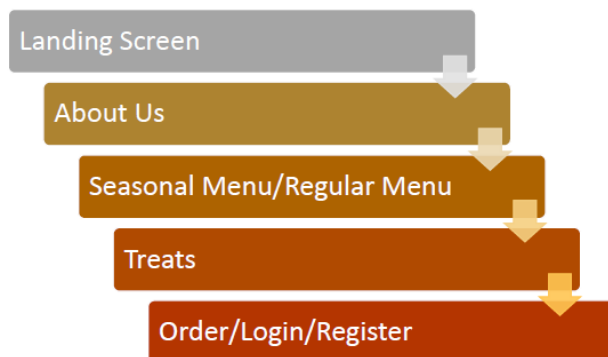 Landing Screen
About Us
Seasonal Menu/Regular Menu
Treats
Order/Login/Register